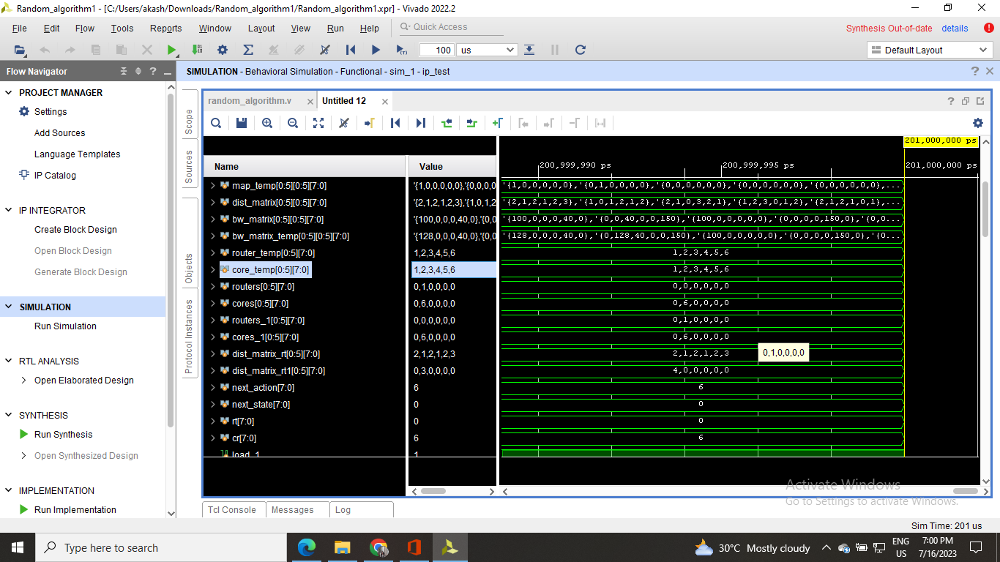 Random_algorithm1 - [C:/Users/akash/Downloads/Random_algorithm1/Random_algorithm1.xpr] - Vivado 2022.2
File Edit Flow Tools Reports Window Layout View Run Help Quick Access
Synthesis Out-of-date details
100 us Default Layout
Flow Navigator
SIMULATION - Behavioral Simulation - Functional - sim_1 - ip_test
PROJECT MANAGER
Settings
Add Sources
Language Templates
IP Catalog
IP INTEGRATOR
Create Block Design
Open Block Design
Generate Block Design
SIMULATION
Run Simulation
RTL ANALYSIS
Open Elaborated Design
SYNTHESIS
Run Synthesis
Open Synthesized Design
IMPLEMENTATION
Run Implementation
Scope
Sources
Objects
Protocol Instances
random_algorithm.v Untitled 12
201,000,000 ps
Name Value 200,999,990 ps 200,999,995 ps 201,000,000 ps
map_temp[0:5][0:5][7:0] '{1,0,0,0,0,0},'{0,0,0,0 '{1,0,0,0,0,0},'{0,1,0,0,0,0},'{0,0,0,0,0,0},'{0,0,0,0,0,0},'{0,0,0,0,0,0},...
dist_matrix[0:5][0:5][7:0] '{2,1,2,1,2,3},'{1,0,1,2 '{2,1,2,1,2,3},'{1,0,1,2,1,2},'{2,1,0,3,2,1},'{1,2,3,0,1,2},'{2,1,2,1,0,1},...
bw_matrix[0:5][0:5][7:0] '{100,0,0,0,40,0},'{0,0 '{100,0,0,0,40,0},'{0,0,40,0,0,150},'{100,0,0,0,0,0},'{0,0,0,0,150,0},'{0,0...
bw_matrix_temp[0:5][0:5][7:0] '{128,0,0,0,40,0},'{0,0 '{128,0,0,0,40,0},'{0,128,40,0,0,150},'{100,0,0,0,0,0},'{0,0,0,0,150,0},'{0...
router_temp[0:5][7:0] 1,2,3,4,5,6 1,2,3,4,5,6
core_temp[0:5][7:0] 1,2,3,4,5,6 1,2,3,4,5,6
routers[0:5][7:0] 0,1,0,0,0,0 0,0,0,0,0,0
cores[0:5][7:0] 0,6,0,0,0,0 0,6,0,0,0,0
routers_1[0:5][7:0] 0,0,0,0,0,0 0,1,0,0,0,0
cores_1[0:5][7:0] 0,6,0,0,0,0 0,6,0,0,0,0
dist_matrix_rt[0:5][7:0] 2,1,2,1,2,3 2,1,2,1,2,3 0,1,0,0,0,0
dist_matrix_rt1[0:5][7:0] 0,3,0,0,0,0 4,0,0,0,0,0
next_action[7:0] 6 6
next_state[7:0] 0 0
rt[7:0] 0 0
cr[7:0] 6 6
load_1 1
Activate Windows
Go to Settings to activate Windows.
Tcl Console Messages Log
Sim Time: 201 us
Type here to search
30°C Mostly cloudy
ENG
US
7:00 PM
7/16/2023